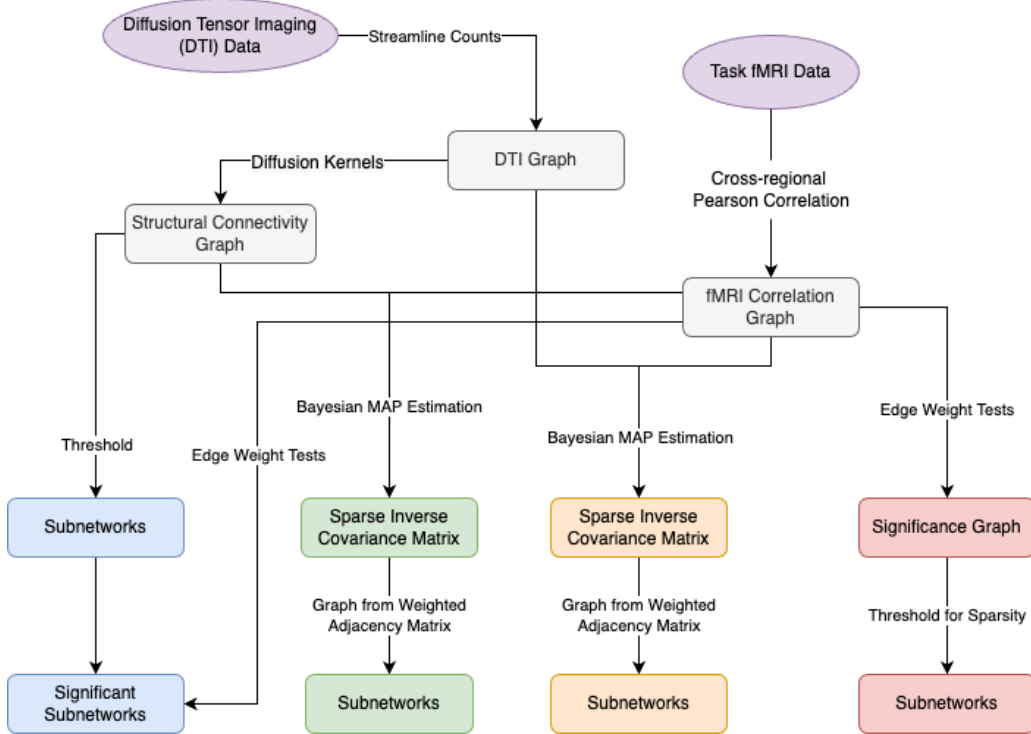 Diffusion Tensor Imaging
(DTI) Data
Streamline Counts
Task fMRI Data
DTI Graph
Diffusion Kernels
Cross-regional
Pearson Correlation
Structural Connectivity
Graph
fMRI Correlation
Graph
Bayesian MAP Estimation
Edge Weight Tests
Bayesian MAP Estimation
Threshold
Edge Weight Tests
Subnetworks
Sparse Inverse
Covariance Matrix
Sparse Inverse
Covariance Matrix
Significance Graph
Graph from Weighted
Adjacency Matrix
Graph from Weighted
Adjacency Matrix
Threshold for Sparsity
Significant
Subnetworks
Subnetworks
Subnetworks
Subnetworks